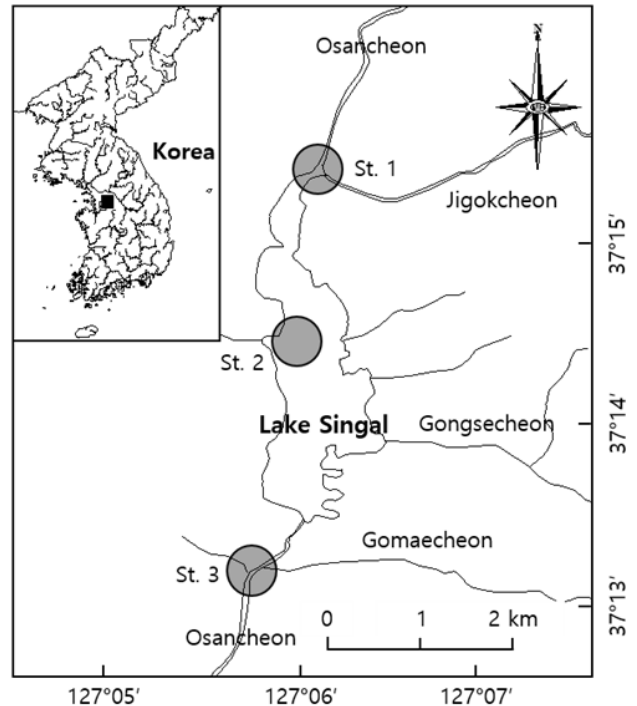 Korea
N
Osancheon
St. 1
Jigokcheon
37°15′
St. 2
Lake Singal
Gongsecheon
37°14′
Gomaecheon
St. 3
37°13′
0 1 2 km
Osancheon
127°05′ 127°06′ 127°07′